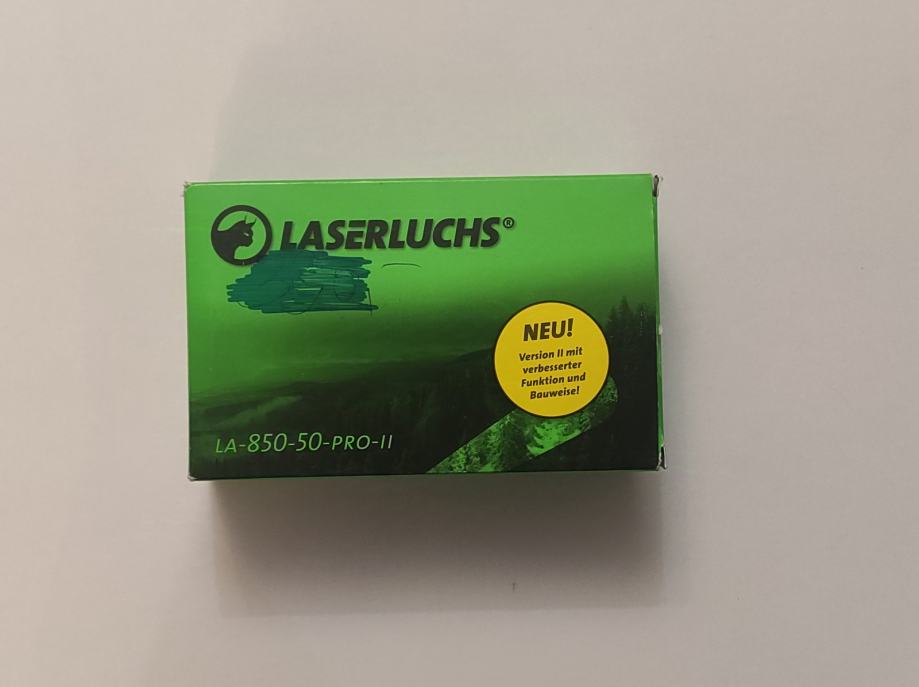 LASERLUCHS®
NEU!
Version II mit
verbesserter
Funktion und
Bauweise!
LA-850-50-PRO-II